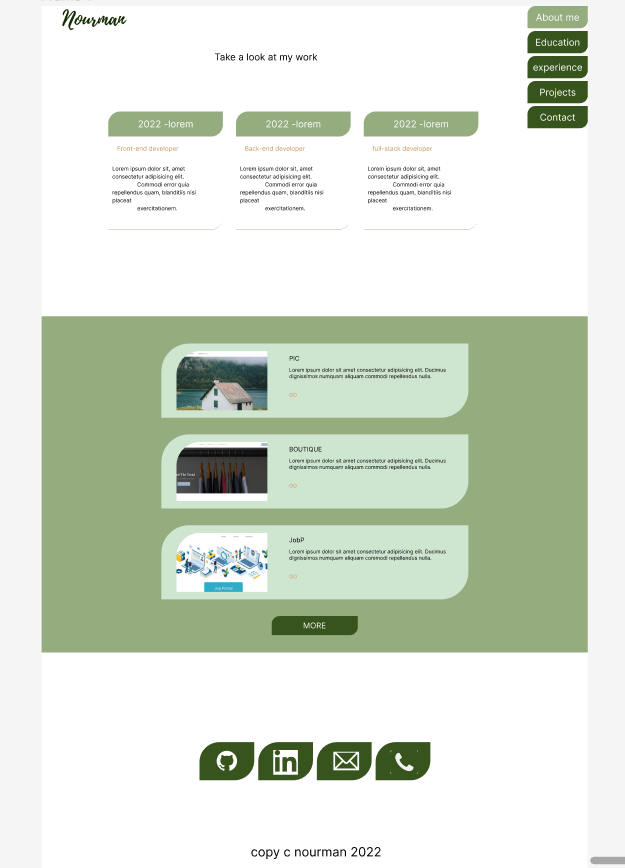 Nourman
About me
Education
experience
Projects
Contact
Take a look at my work
2022 -lorem
Front-end developer
Lorem ipsum dolor sit, amet
consectetur adipisicing elit.
Commodi error quia
repellendus quam, blanditiis nisi
placeat
exercitationem.
2022 -lorem
Back-end developer
Lorem ipsum dolor sit, amet
consectetur adipisicing elit.
Commodi error quia
repellendus quam, blanditiis nisi
placeat
exercitationem.
2022 -lorem
full-stack developer
Lorem ipsum dolor sit, amet
consectetur adipisicing elit.
Commodi error quia
repellendus quam, blanditiis nisi
placeat
exercitationem.
PIC
Lorem ipsum dolor sit amet consectetur adipisicing elit. Ducimus
dignissimos numquam aliquam commodi repellendus nulla.
BOUTIQUE
Lorem ipsum dolor sit amet consectetur adipisicing elit. Ducimus
dignissimos numquam aliquam commodi repellendus nulla.
JobP
Lorem ipsum dolor sit amet consectetur adipisicing elit. Ducimus
dignissimos numquam aliquam commodi repellendus nulla.
Job Portal
MORE
in
copy c nourman 2022